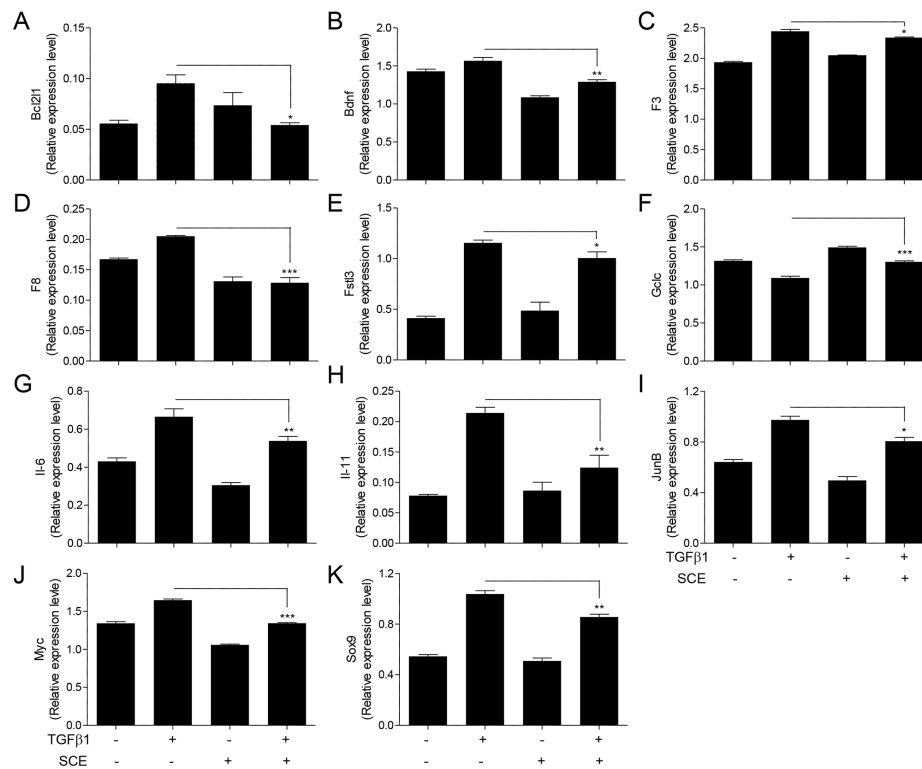 A
Bcl2l1
(Relative expression level)
0.15
0.10
0.05
0.00
*
B
Bdnf
(Relative expression level)
2.0
1.5
1.0
0.5
0.0
**
C
F3
(Relative expression level)
2.5
2.0
1.5
1.0
0.5
0.0
*
D
F8
(Relative expression level)
0.25
0.20
0.15
0.10
0.05
0.00
***
E
Fstl3
(Relative expression level)
1.5
1.0
0.5
0.0
*
F
Gclc
(Relative expression level)
2.0
1.5
1.0
0.5
0.0
***
G
Il-6
(Relative expression level)
0.8
0.6
0.4
0.2
0.0
**
H
Il-11
(Relative expression level)
0.25
0.20
0.15
0.10
0.05
0.00
**
I
JunB
(Relative expression level)
1.2
0.8
0.4
0.0
*
TGFβ1 - + - +
SCE - - + +
J
Myc
(Relative expression levle)
2.0
1.5
1.0
0.5
0.0
***
TGFβ1 - + - +
SCE - - + +
K
Sox9
(Relative expression level)
1.2
0.8
0.4
0.0
**
- + - +
- - + +